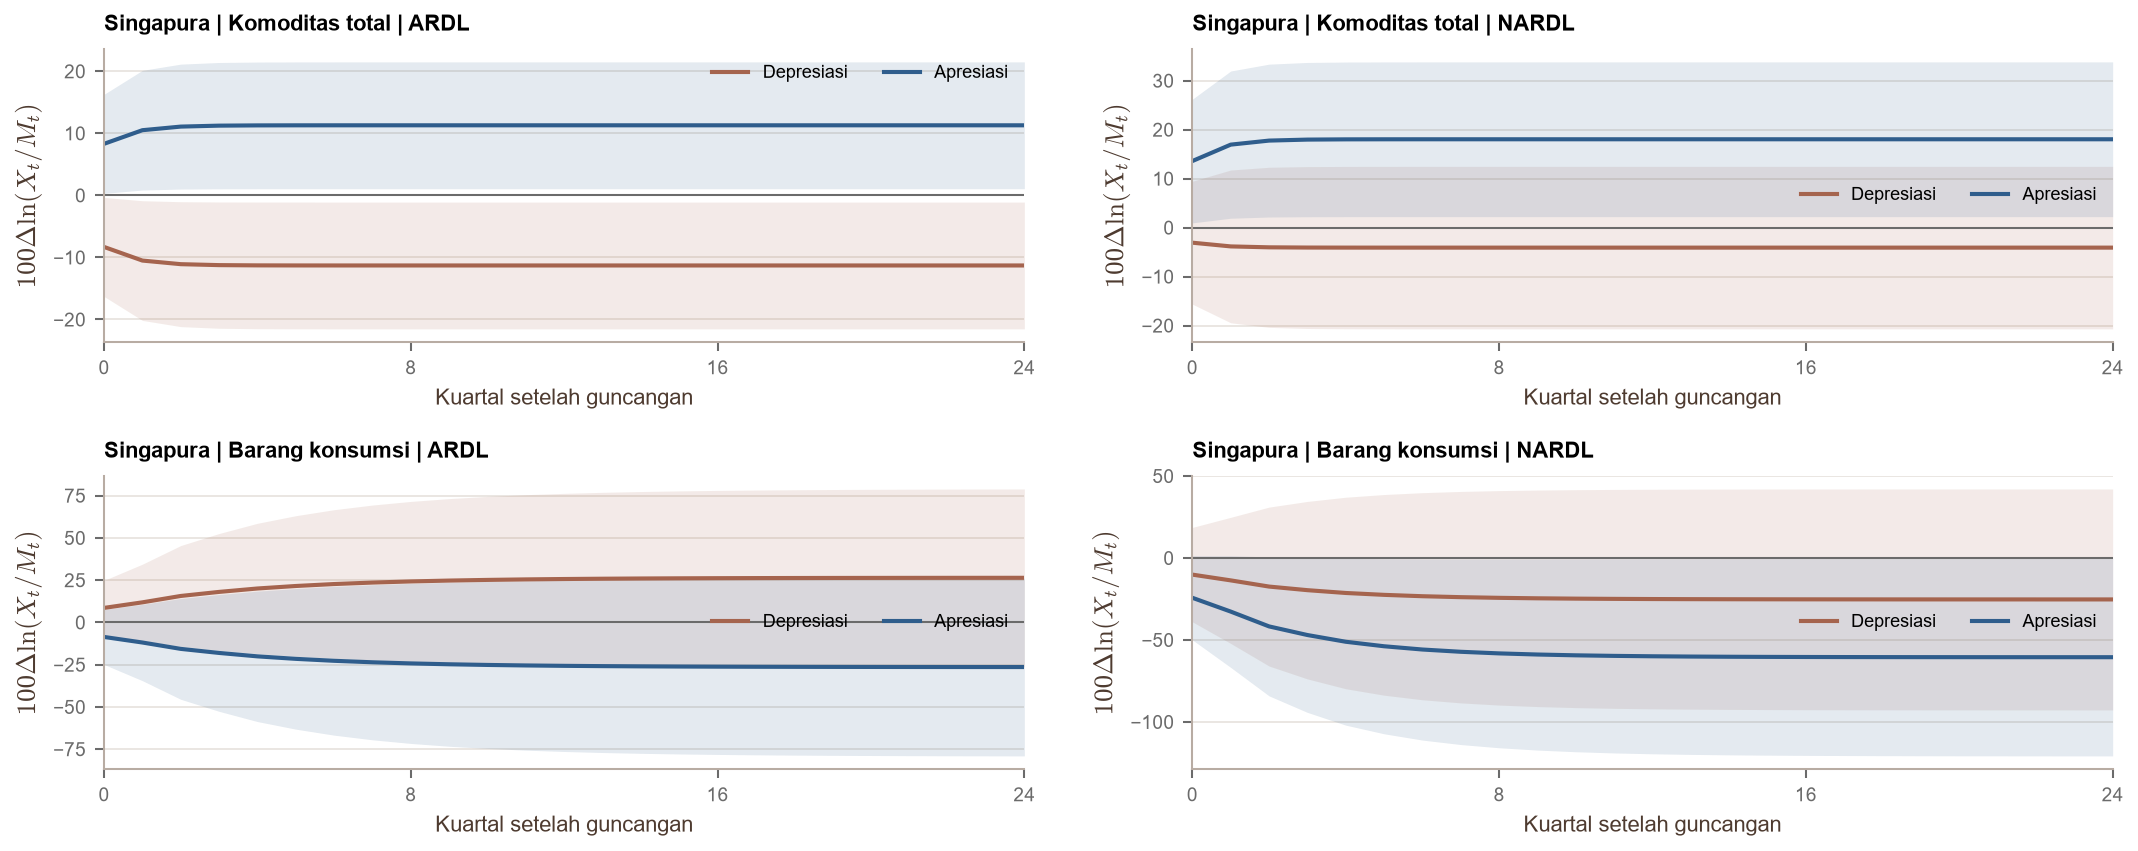 Singapura | Komoditas total | ARDL
20
10
0
−10
−20
100Δln(X_t/M_t)
Depresiasi Apresiasi
0 8 16 24
Kuartal setelah guncangan
Singapura | Komoditas total | NARDL
30
20
10
0
−10
−20
100Δln(X_t/M_t)
Depresiasi Apresiasi
0 8 16 24
Kuartal setelah guncangan
Singapura | Barang konsumsi | ARDL
75
50
25
0
−25
−50
−75
100Δln(X_t/M_t)
Depresiasi Apresiasi
0 8 16 24
Kuartal setelah guncangan
Singapura | Barang konsumsi | NARDL
50
0
−50
−100
100Δln(X_t/M_t)
Depresiasi Apresiasi
0 8 16 24
Kuartal setelah guncangan